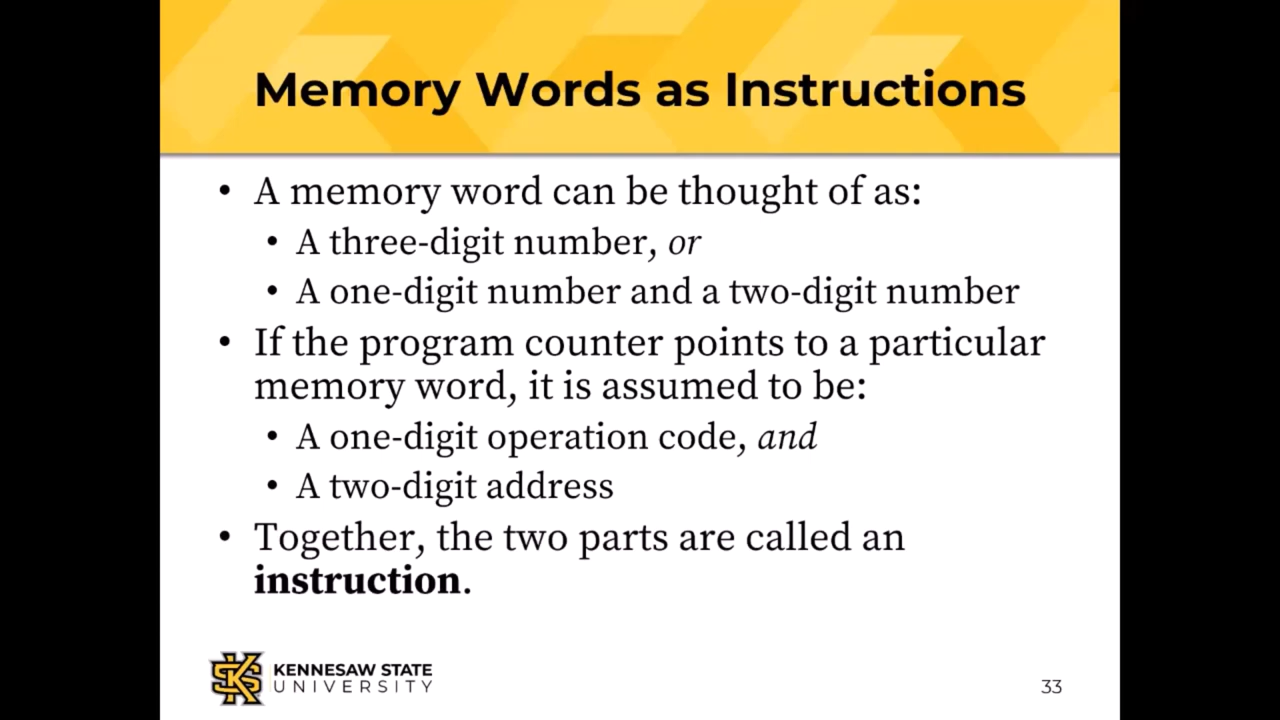 Memory Words as Instructions
• A memory word can be thought of as:
• A three-digit number, or
• A one-digit number and a two-digit number
• If the program counter points to a particular
memory word, it is assumed to be:
• A one-digit operation code, and
• A two-digit address
• Together, the two parts are called an
instruction.
KENNESAW STATE
UNIVERSITY
33